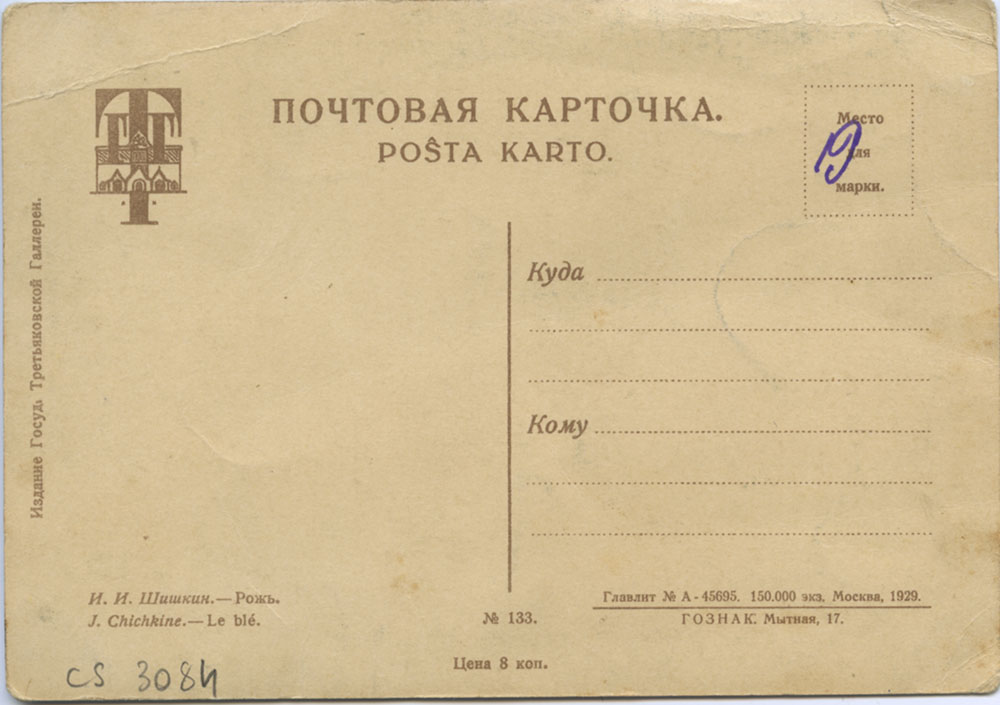 ПОЧТОВАЯ КАРТОЧКА.
POŜTA KARTO.
Место
для
марки.
Издание Госуд. Третьяковской Галлереи.
Куда
Кому
И. И. Шишкин.—Рожь.
J. Chichkine.—Le blé.
№ 133.
Главлит № А-45695. 150.000 экз. Москва, 1929.
ГОЗНАК. Мытная, 17.
Цена 8 коп.
CS 3084